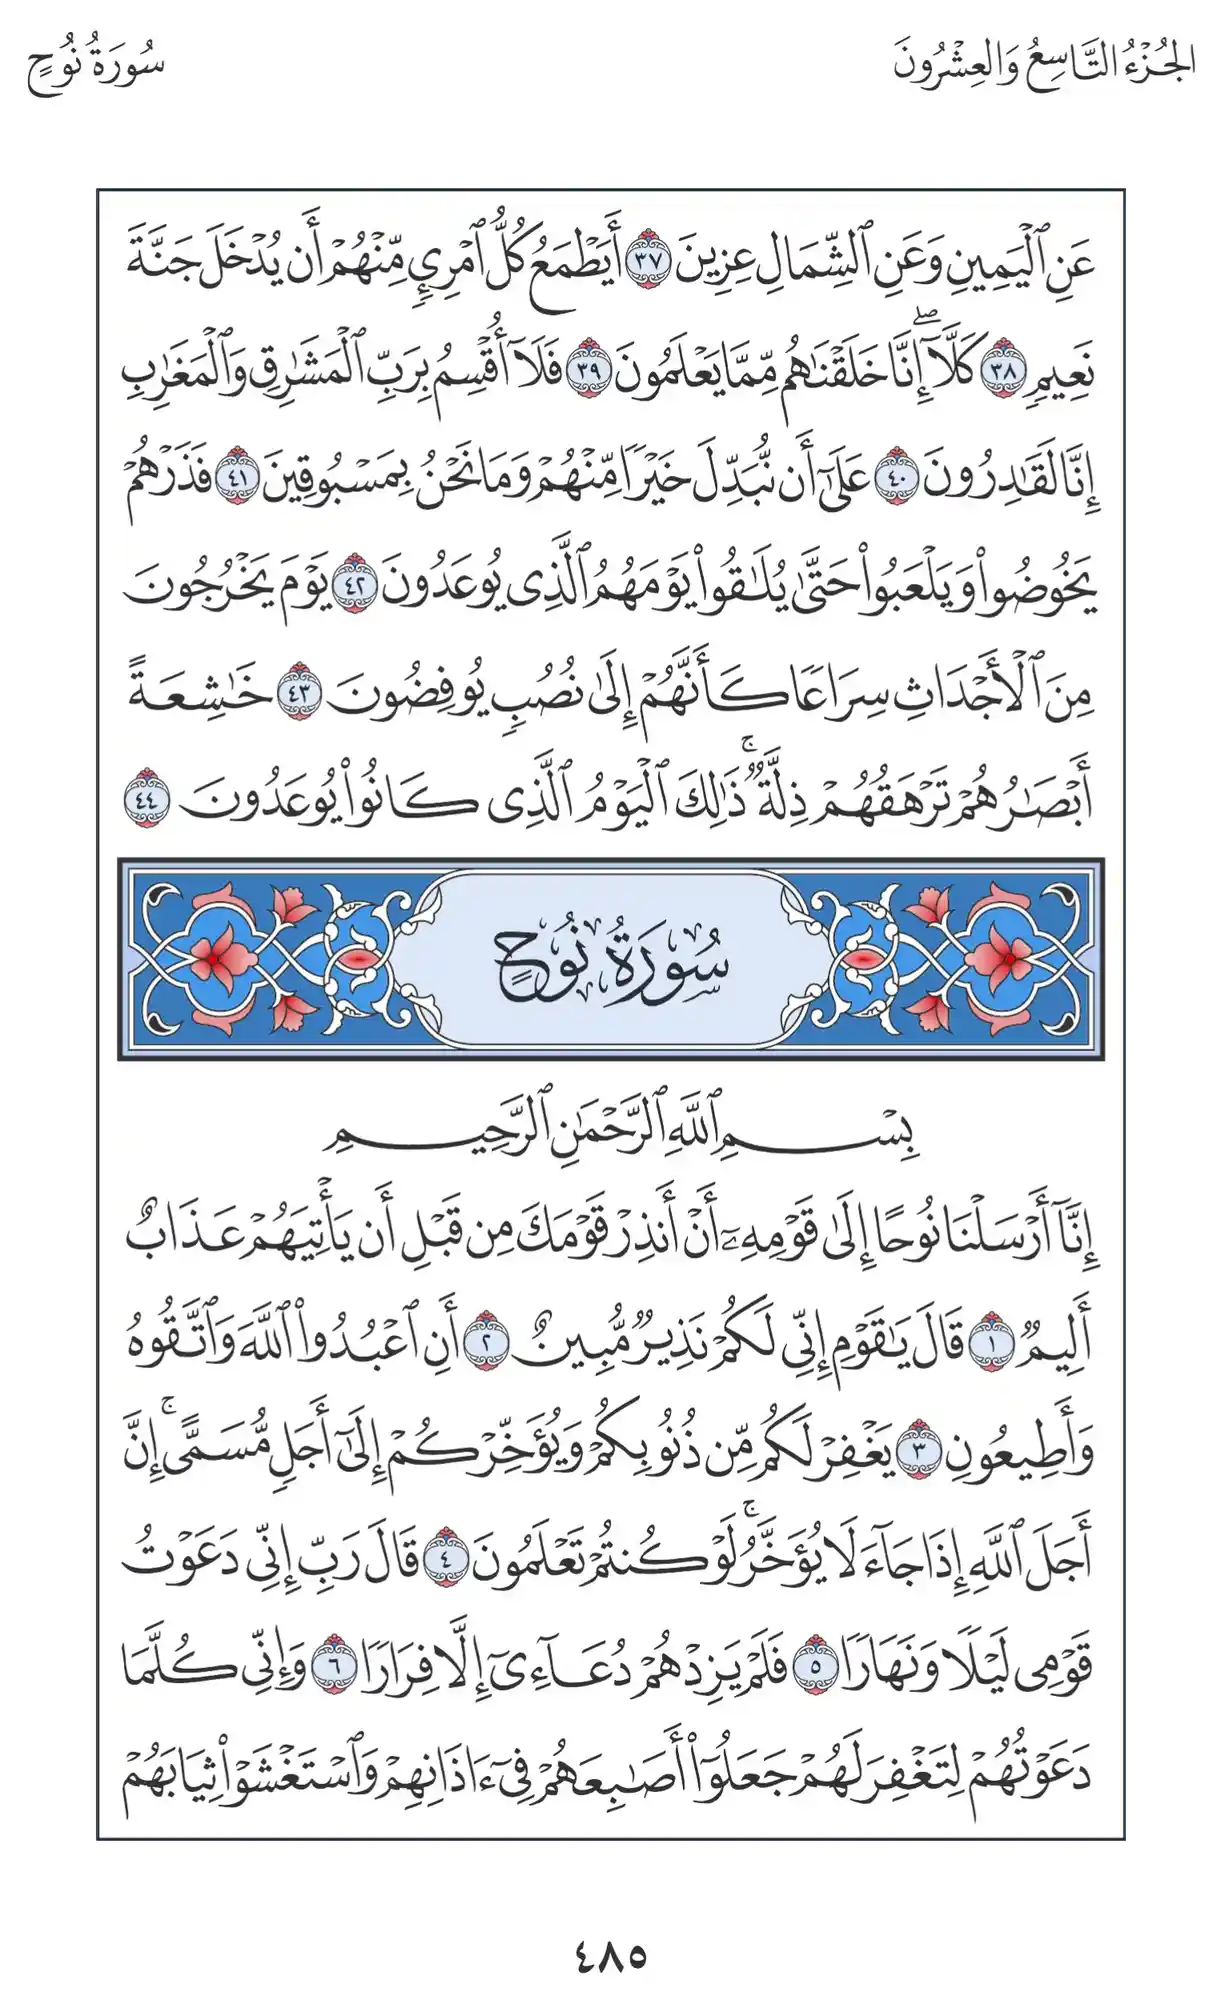 الجُزْءُ التَّاسِعُ وَالعِشْرُونَ
سُورَةُ نُوحٍ
عَنِ ٱلْيَمِينِ وَعَنِ ٱلشِّمَالِ عِزِينَ ٣٧ أَيَطْمَعُ كُلُّ ٱمْرِيٕٖ مِّنْهُمْ أَن يُدْخَلَ جَنَّةَ
نَعِيمٖ ٣٨ كَلَّآۖ إِنَّا خَلَقْنَٰهُم مِّمَّا يَعْلَمُونَ ٣٩ فَلَآ أُقْسِمُ بِرَبِّ ٱلْمَشَٰرِقِ وَٱلْمَغَٰرِبِ
إِنَّا لَقَٰدِرُونَ ٤٠ عَلَىٰٓ أَن نُّبَدِّلَ خَيْرٗا مِّنْهُمْ وَمَا نَحْنُ بِمَسْبُوقِينَ ٤١ فَذَرْهُمْ
يَخُوضُوا۟ وَيَلْعَبُوا۟ حَتَّىٰ يُلَٰقُوا۟ يَوْمَهُمُ ٱلَّذِى يُوعَدُونَ ٤٢ يَوْمَ يَخْرُجُونَ
مِنَ ٱلْأَجْدَاثِ سِرَاعٗا كَأَنَّهُمْ إِلَىٰ نُصُبٖ يُوفِضُونَ ٤٣ خَٰشِعَةً
أَبْصَٰرُهُمْ تَرْهَقُهُمْ ذِلَّةٞۚ ذَٰلِكَ ٱلْيَوْمُ ٱلَّذِى كَانُوا۟ يُوعَدُونَ ٤٤
سُورَةُ نُوحٍ
بِسْمِ ٱللَّهِ ٱلرَّحْمَٰنِ ٱلرَّحِيمِ
إِنَّآ أَرْسَلْنَا نُوحًا إِلَىٰ قَوْمِهِۦٓ أَنْ أَنذِرْ قَوْمَكَ مِن قَبْلِ أَن يَأْتِيَهُمْ عَذَابٌ
أَلِيمٞ ١ قَالَ يَٰقَوْمِ إِنِّى لَكُمْ نَذِيرٞ مُّبِينٌ ٢ أَنِ ٱعْبُدُوا۟ ٱللَّهَ وَٱتَّقُوهُ
وَأَطِيعُونِ ٣ يَغْفِرْ لَكُم مِّن ذُنُوبِكُمْ وَيُؤَخِّرْكُمْ إِلَىٰٓ أَجَلٖ مُّسَمًّىۚ إِنَّ
أَجَلَ ٱللَّهِ إِذَا جَآءَ لَا يُؤَخَّرُۚ لَوْ كُنتُمْ تَعْلَمُونَ ٤ قَالَ رَبِّ إِنِّى دَعَوْتُ
قَوْمِى لَيْلٗا وَنَهَارٗا ٥ فَلَمْ يَزِدْهُمْ دُعَآءِىٓ إِلَّا فِرَارٗا ٦ وَإِنِّى كُلَّمَا
دَعَوْتُهُمْ لِتَغْفِرَ لَهُمْ جَعَلُوٓا۟ أَصَٰبِعَهُمْ فِىٓ ءَاذَانِهِمْ وَٱسْتَغْشَوْا۟ ثِيَابَهُمْ
٤٨٥